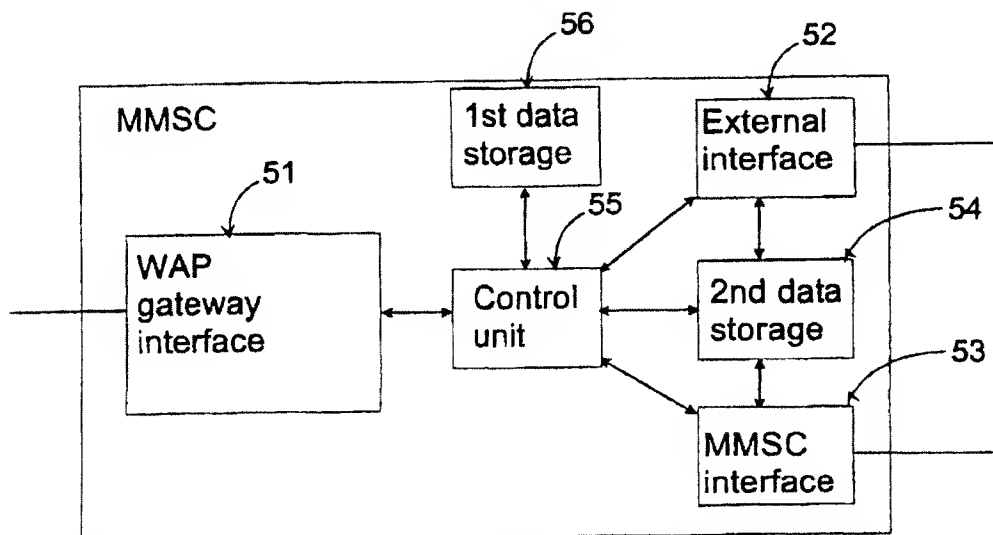 56
52
MMSC
1st data
storage
External
interface
51
55
54
WAP
gateway
interface
Control
unit
2nd data
storage
53
MMSC
interface